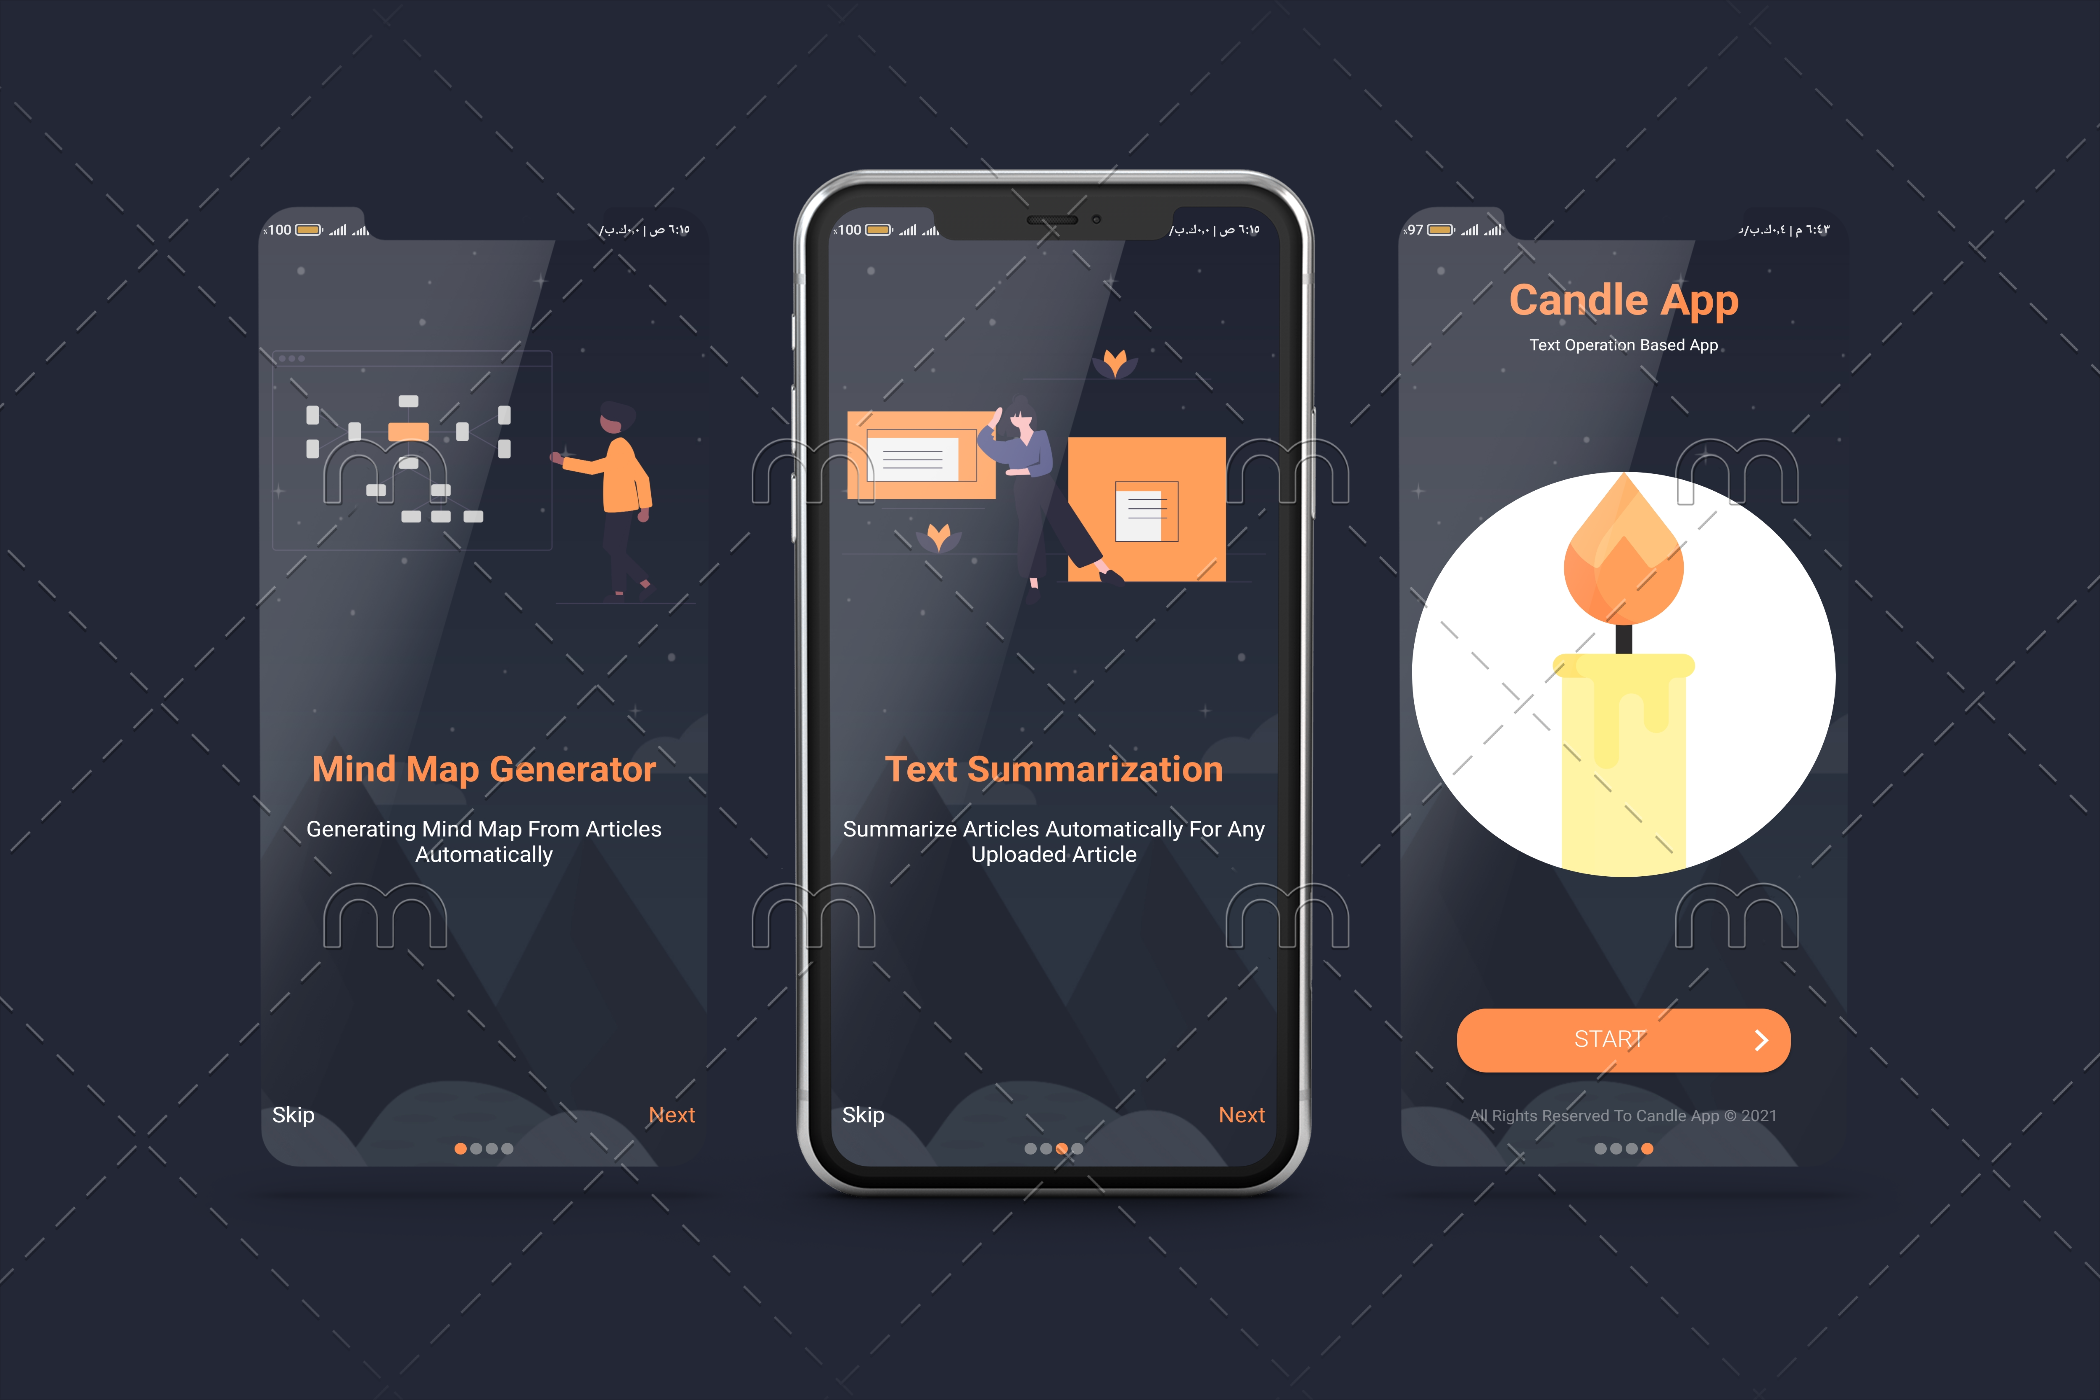 100
٦:١٥ ص | ٠,٠ك.ب/
Mind Map Generator
Generating Mind Map From Articles
Automatically
Skip
Next
100
٦:١٥ ص | ٠,٠ك.ب/
Text Summarization
Summarize Articles Automatically For Any
Uploaded Article
Skip
Next
97
٦:٤٣ م | ٠,٤ك.ب/
Candle App
Text Operation Based App
START
All Rights Reserved To Candle App © 2021